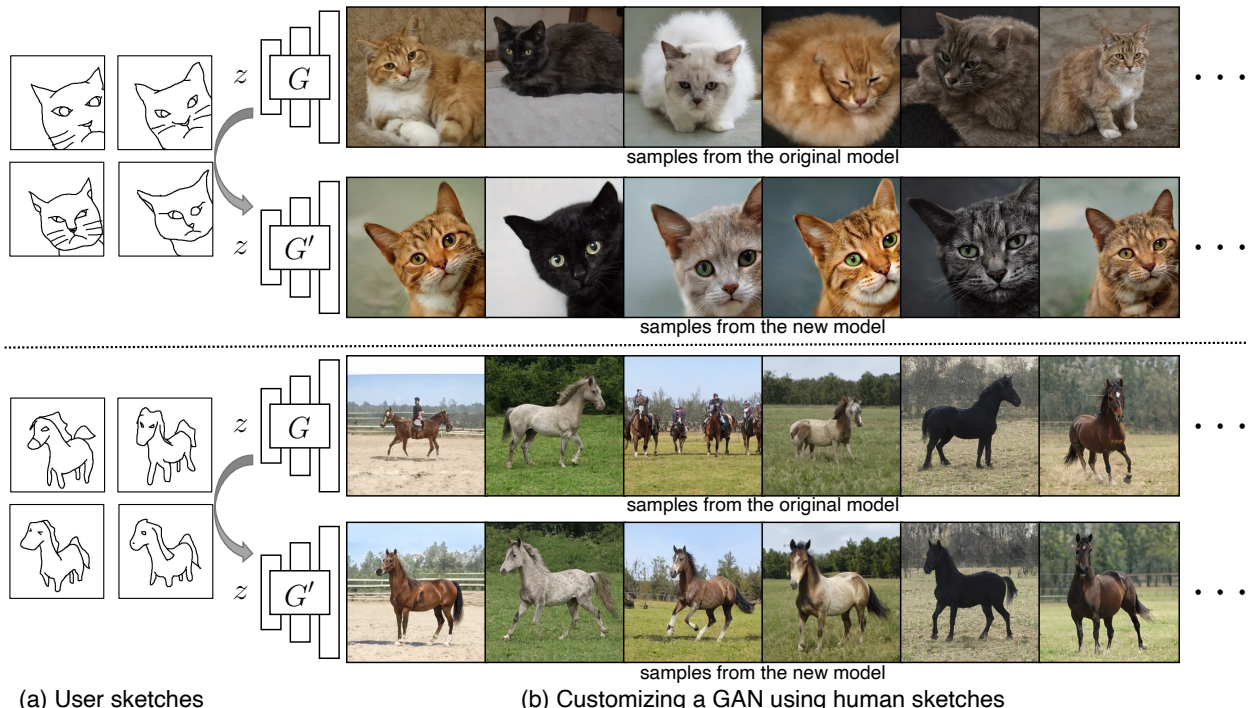 z
G
. . .
samples from the original model
z
G′
. . .
samples from the new model
z
G
. . .
samples from the original model
z
G′
. . .
samples from the new model
(a) User sketches
(b) Customizing a GAN using human sketches